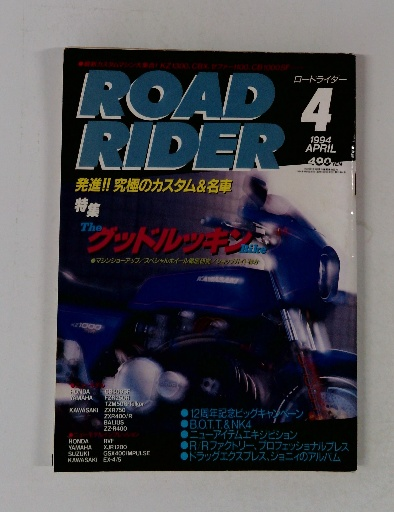 ROAD
RIDER
ロードライダー
4
1994
APRIL
490
発進!! 究極のカスタム&名車
特集
The
グッドルッキン
KAWASAKI
KZ1000
HONDA
YAMAHA
KAWASAKI ZXR750
ZXR400/R
BALIUS
ZZ-R400
HONDA RVF
YAMAHA XJR1200
SUZUKI GSX400IMPULSE
KAWASAKI EX-4/5
●12周年記念ビッグキャンペーン
●B.O.T.T.&NK4
●ニューアイテムエキシビション
●R/Rファクトリー、プロフェッショナルプレス
●ドラッグエクスプレス、ショニィのアルバム